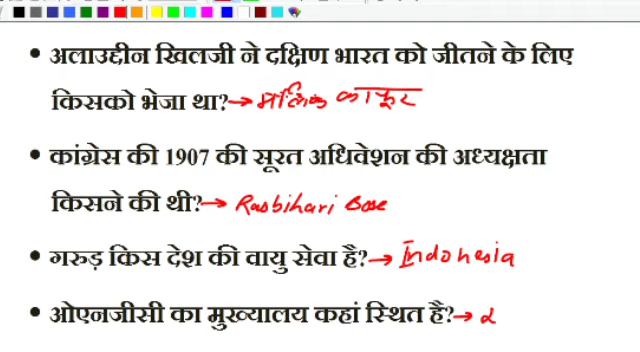 • अलाउद्दीन खिलजी ने दक्षिण भारत को जीतने के लिए
किसको भेजा था? → मलिक काफूर
• कांग्रेस की 1907 की सूरत अधिवेशन की अध्यक्षता
किसने की थी? → Rasbihari Bose
• गरुड़ किस देश की वायु सेवा है? → Indonesia
• ओएनजीसी का मुख्यालय कहां स्थित है? →